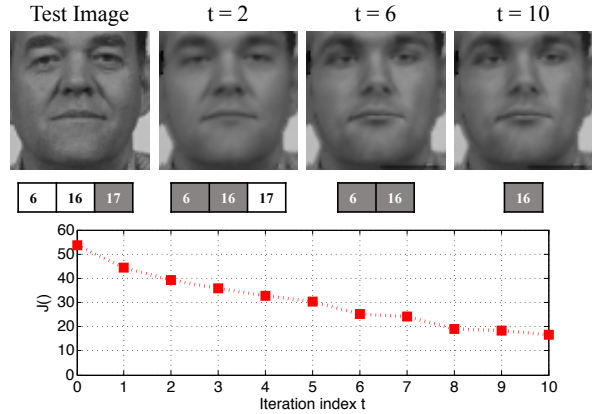 Test Image t = 2 t = 6 t = 10
6 16 17 6 16 17 6 16 16
60
50
40
30
20
10
0
J()
0 1 2 3 4 5 6 7 8 9 10
Iteration index t